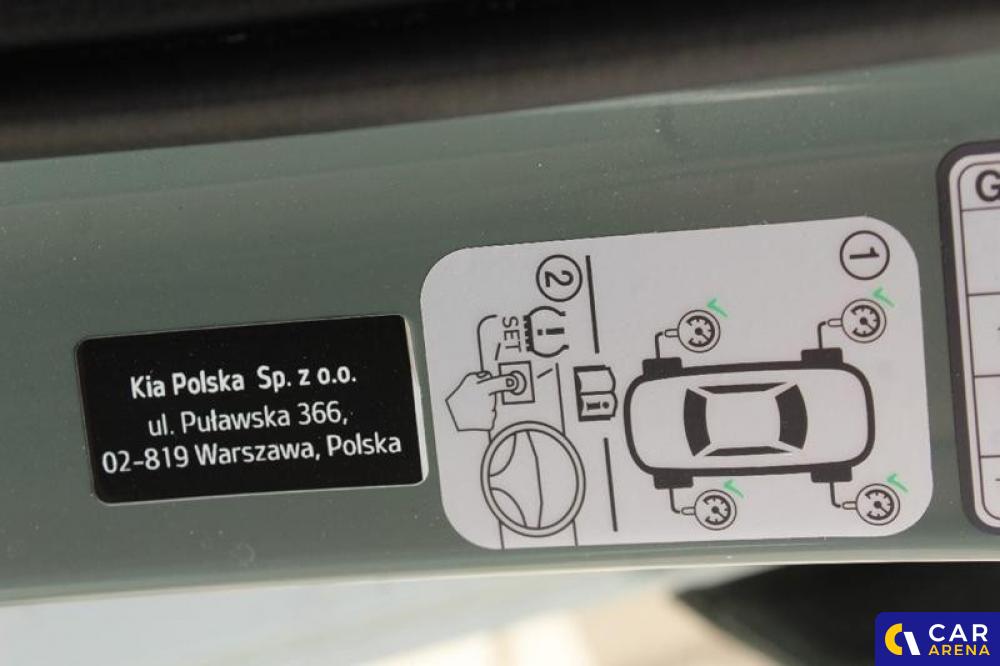 Kia Polska Sp. z o.o.
ul. Puławska 366,
02-819 Warszawa, Polska
2
SET
1
G
CAR
ARENA